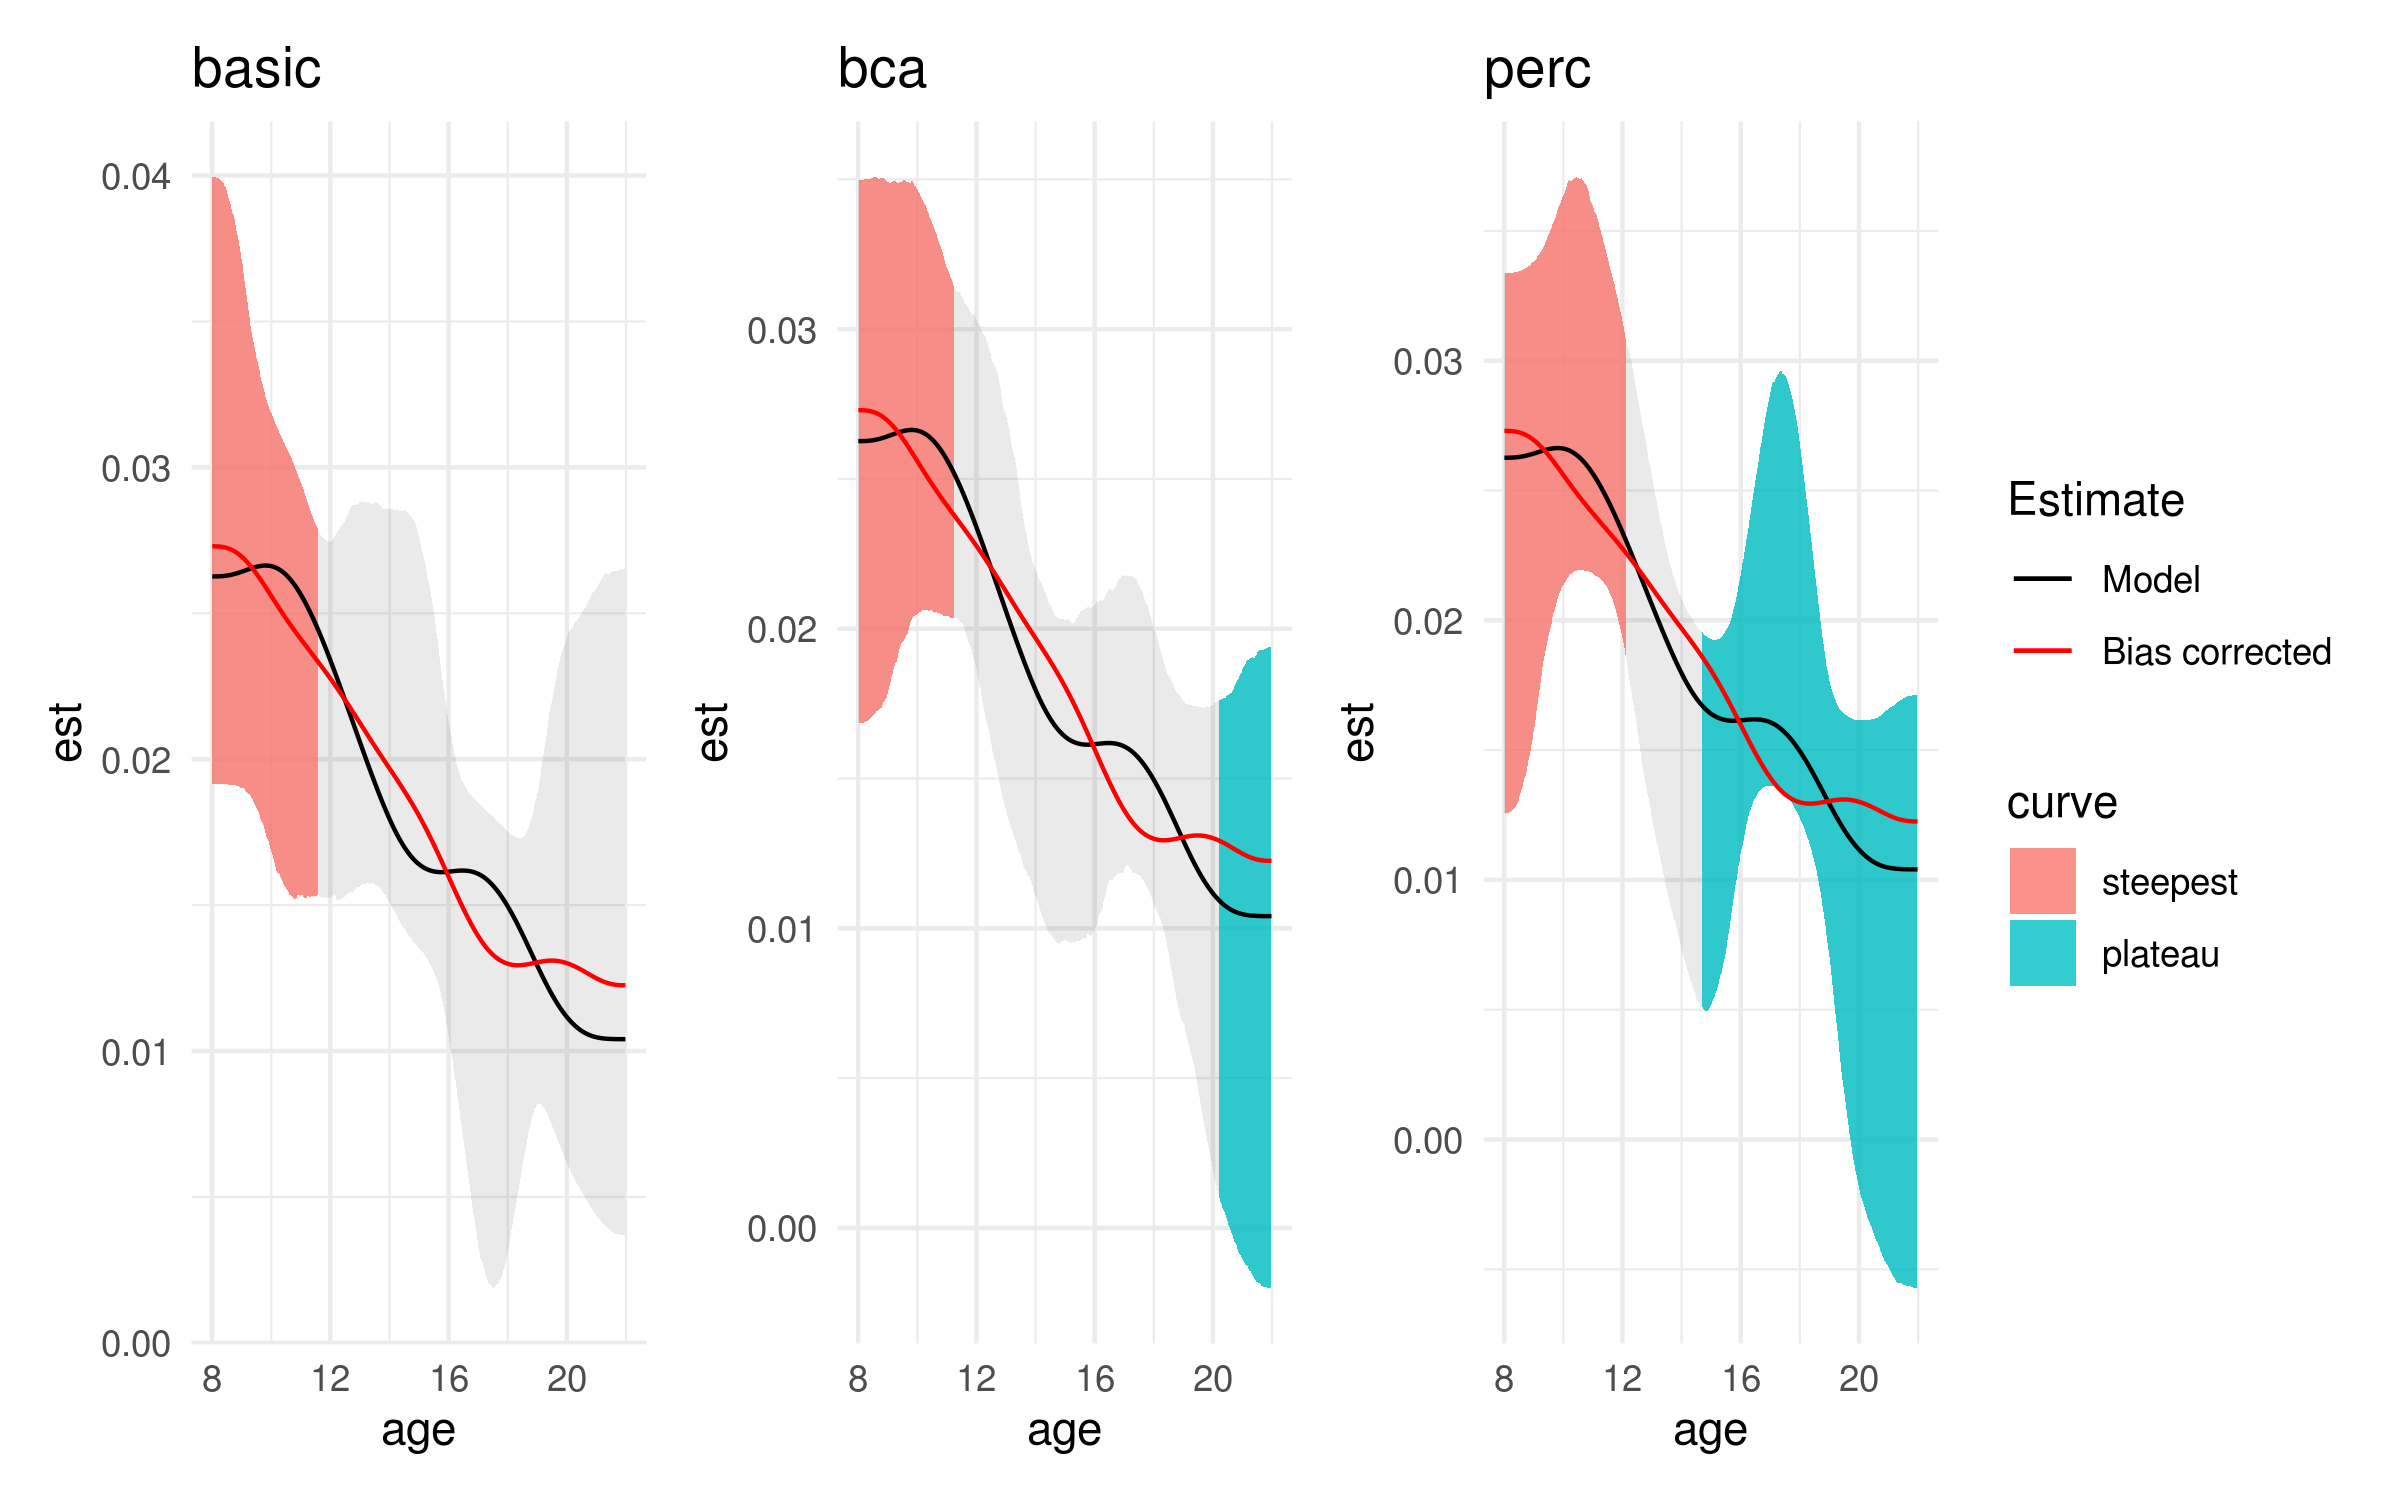 basic
bca
perc
0.04
0.03
0.02
0.01
0.00
est
8 12 16 20
age
0.03
0.02
0.01
0.00
est
8 12 16 20
age
0.03
0.02
0.01
0.00
est
8 12 16 20
age
Estimate
Model
Bias corrected
curve
steepest
plateau